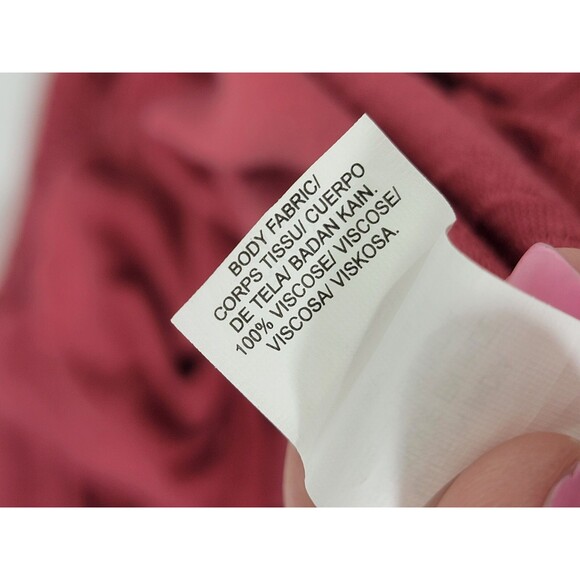 BODY FABRIC/
CORPS TISSU/ CUERPO
DE TELA/ BADAN KAIN.
100% VISCOSE/ VISCOSE/
VISCOSA/ VISKOSA.